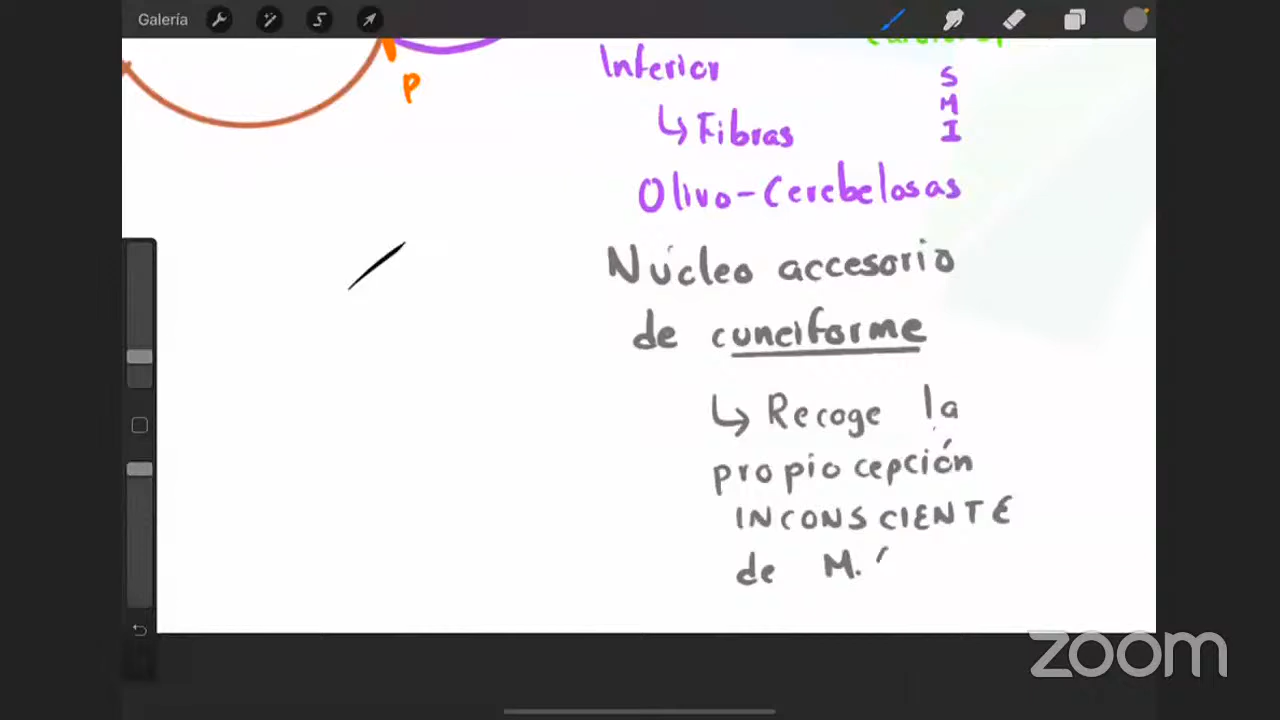 Galería
P
Inferior
S
M
I
↳ Fibras
Olivo-Cerebelosas
Núcleo accesorio
de cuneiforme
↳ Recoge la
propiocepción
INCONSCIENTE
de M.
zoom